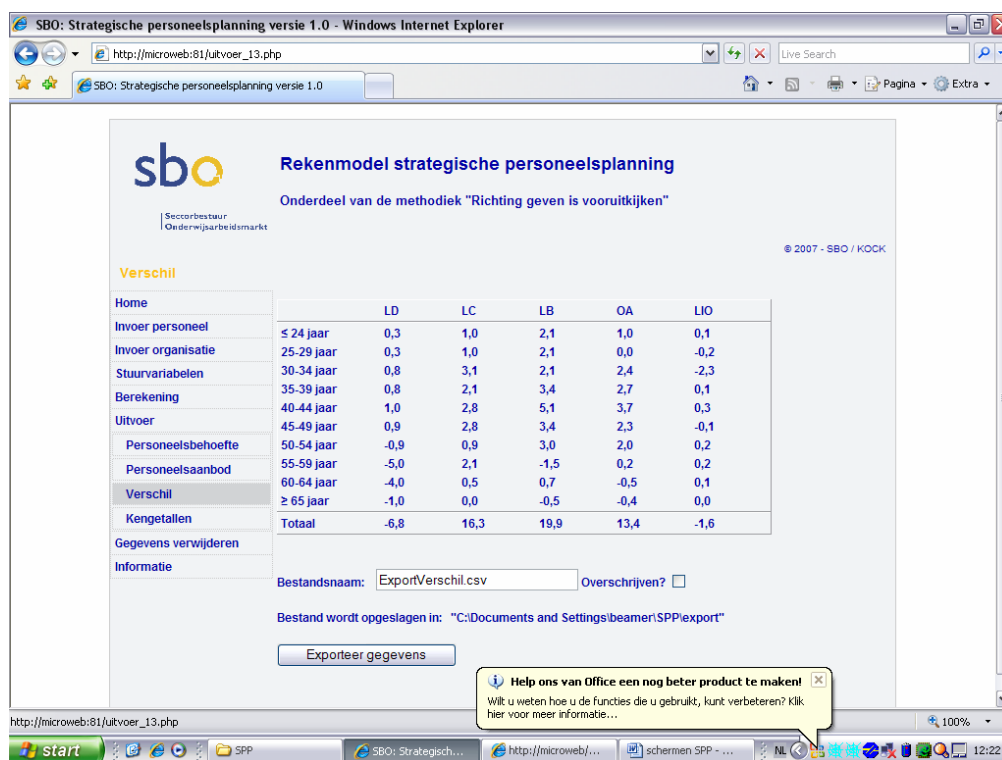 SBO: Strategische personeelsplanning versie 1.0 - Windows Internet Explorer
http://microweb:81/uitvoer_13.php
Live Search
SBO: Strategische personeelsplanning versie 1.0
Pagina
Extra
sbo
Sectorbestuur
Onderwijsarbeidsmarkt
Rekenmodel strategische personeelsplanning
Onderdeel van de methodiek "Richting geven is vooruitkijken"
© 2007 - SBO / KOCK
Verschil
Home
Invoer personeel
Invoer organisatie
Stuurvariabelen
Berekening
Uitvoer
Personeelsbehoefte
Personeelsaanbod
Verschil
Kengetallen
Gegevens verwijderen
Informatie
LD LC LB OA LIO
≤ 24 jaar 0,3 1,0 2,1 1,0 0,1
25-29 jaar 0,3 1,0 2,1 0,0 -0,2
30-34 jaar 0,8 3,1 2,1 2,4 -2,3
35-39 jaar 0,8 2,1 3,4 2,7 0,1
40-44 jaar 1,0 2,8 5,1 3,7 0,3
45-49 jaar 0,9 2,8 3,4 2,3 -0,1
50-54 jaar -0,9 0,9 3,0 2,0 0,2
55-59 jaar -5,0 2,1 -1,5 0,2 0,2
60-64 jaar -4,0 0,5 0,7 -0,5 0,1
≥ 65 jaar -1,0 0,0 -0,5 -0,4 0,0
Totaal -6,8 16,3 19,9 13,4 -1,6
Bestandsnaam: ExportVerschil.csv Overschrijven?
Bestand wordt opgeslagen in: "C:\Documents and Settings\beamer\SPP\export"
Exporteer gegevens
Help ons van Office een nog beter product te maken!
Wilt u weten hoe u de functies die u gebruikt, kunt verbeteren? Klik
hier voor meer informatie...
http://microweb:81/uitvoer_13.php
100%
start
SPP
SBO: Strategisch...
http://microweb/...
schermen SPP - ...
NL
12:22